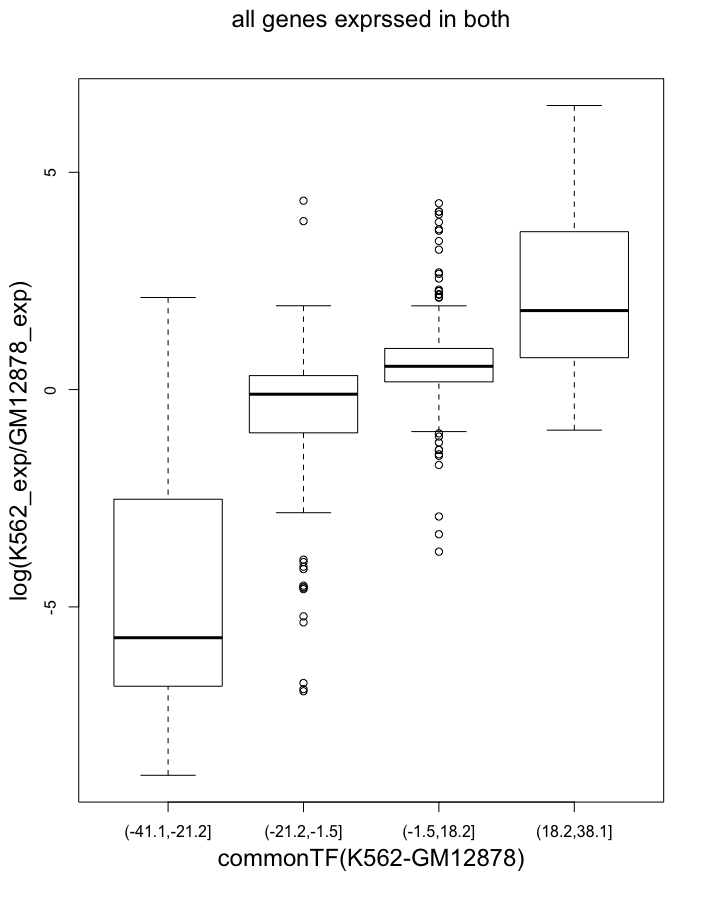 all genes exprssed in both
log(K562_exp/GM12878_exp)
5
0
-5
(-41.1,-21.2]
(-21.2,-1.5]
(-1.5,18.2]
(18.2,38.1]
commonTF(K562-GM12878)